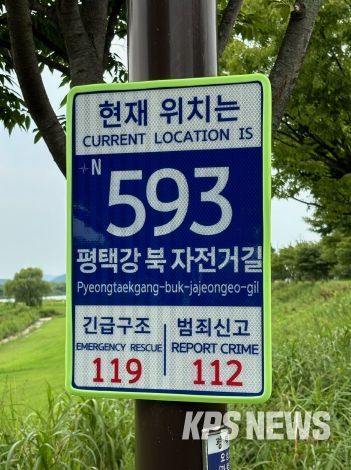 현재 위치는
CURRENT LOCATION IS
N
593
평택강 북 자전거길
Pyeongtaekgang-buk-jajeongeo-gil
긴급구조 범죄신고
EMERGENCY RESCUE REPORT CRIME
119 112
KPS NEWS